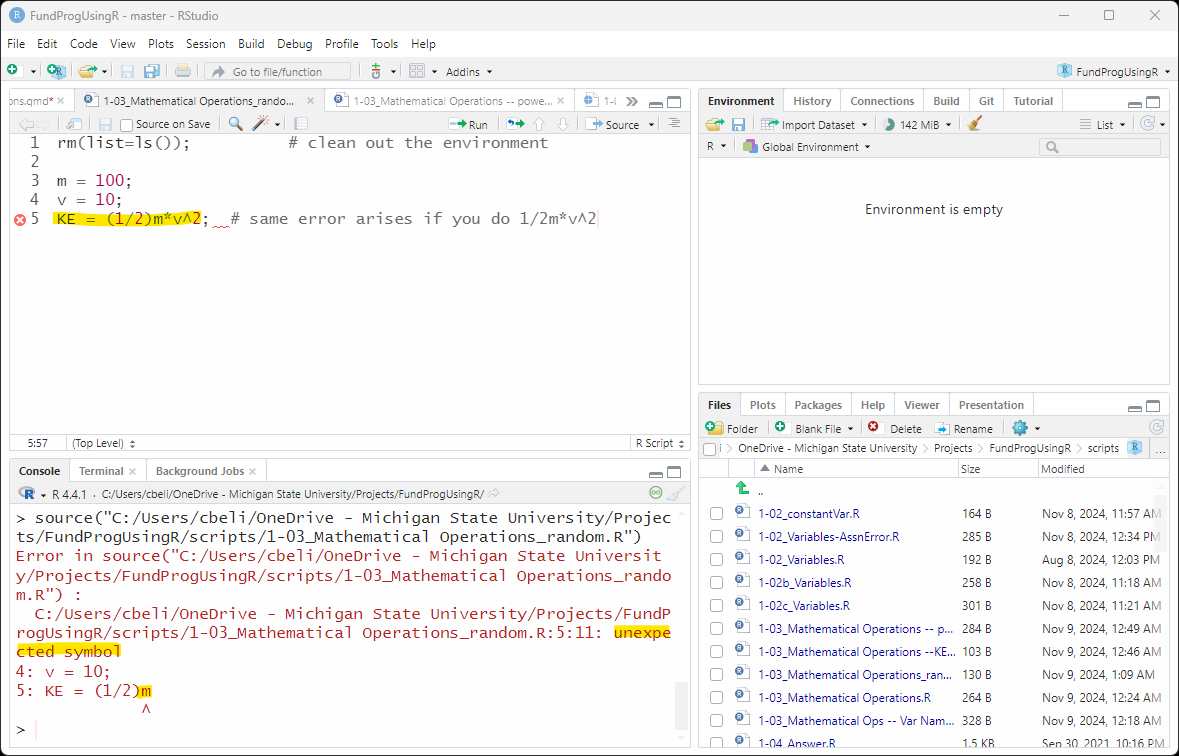 FundProgUsingR - master - RStudio
File Edit Code View Plots Session Build Debug Profile Tools Help
Go to file/function Addins FundProgUsingR
ons.qmd* 1-03_Mathematical Operations_rando... 1-03_Mathematical Operations -- powe... 1-(
Source on Save Run Source
1 rm(list=ls()); # clean out the environment
2
3 m = 100;
4 v = 10;
5 KE = (1/2)m*v^2; # same error arises if you do 1/2m*v^2
5:57 (Top Level) R Script
Console Terminal Background Jobs
R 4.4.1 · C:/Users/cbeli/OneDrive - Michigan State University/Projects/FundProgUsingR/
> source("C:/Users/cbeli/OneDrive - Michigan State University/Projec
ts/FundProgUsingR/scripts/1-03_Mathematical Operations_random.R")
Error in source("C:/Users/cbeli/OneDrive - Michigan State Universit
y/Projects/FundProgUsingR/scripts/1-03_Mathematical Operations_rando
m.R") :
C:/Users/cbeli/OneDrive - Michigan State University/Projects/FundP
rogUsingR/scripts/1-03_Mathematical Operations_random.R:5:11: unexpe
cted symbol
4: v = 10;
5: KE = (1/2)m
^
>
Environment History Connections Build Git Tutorial
Import Dataset 142 MiB List
R Global Environment
Environment is empty
Files Plots Packages Help Viewer Presentation
Folder Blank File Delete Rename
OneDrive - Michigan State University Projects FundProgUsingR scripts ...
Name Size Modified
..
1-02_constantVar.R 164 B Nov 8, 2024, 11:57 AM
1-02_Variables-AssnError.R 285 B Nov 8, 2024, 12:34 PM
1-02_Variables.R 192 B Aug 8, 2024, 12:03 PM
1-02b_Variables.R 258 B Nov 8, 2024, 11:18 AM
1-02c_Variables.R 301 B Nov 8, 2024, 11:21 AM
1-03_Mathematical Operations -- p... 284 B Nov 9, 2024, 12:49 AM
1-03_Mathematical Operations --KE... 103 B Nov 9, 2024, 12:46 AM
1-03_Mathematical Operations_ran... 130 B Nov 9, 2024, 1:09 AM
1-03_Mathematical Operations.R 264 B Nov 9, 2024, 12:24 AM
1-03_Mathematical Ops -- Var Nam... 328 B Nov 9, 2024, 12:18 AM
1-04_Answer.R 1.5 KB Sep 30, 2021, 10:16 PM